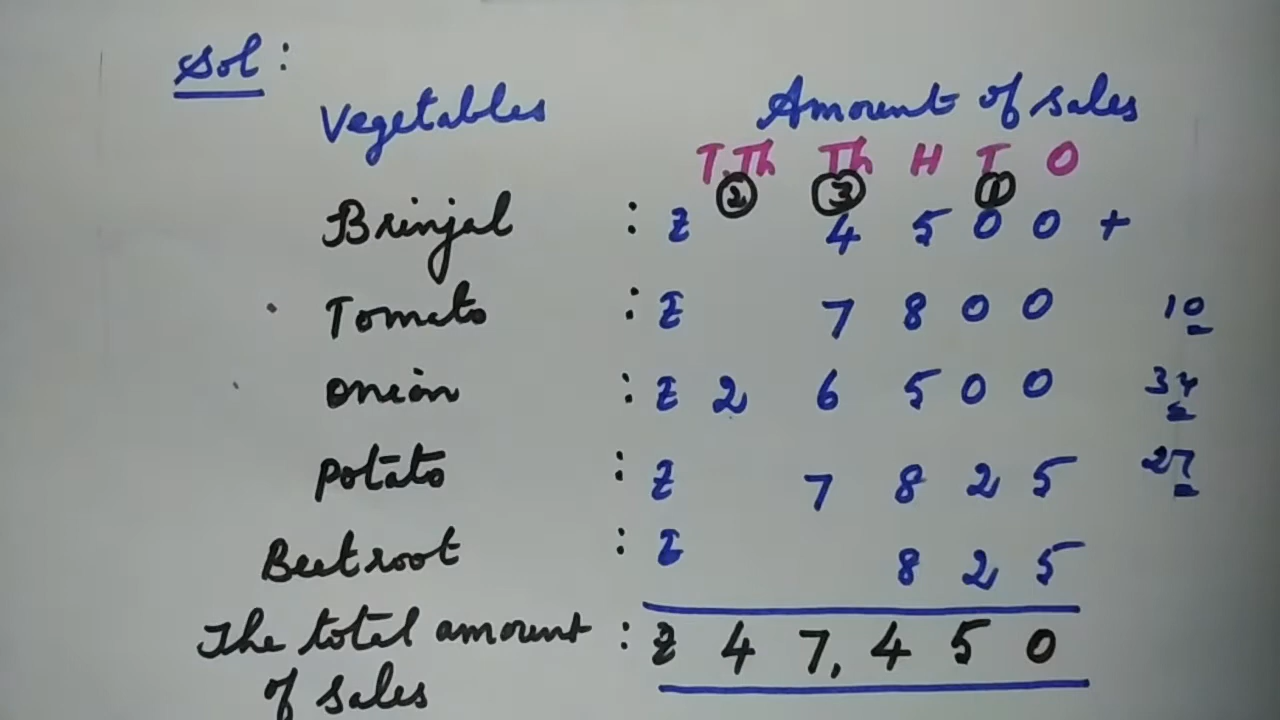 Sol :
Vegetables Amount of sales
T.Th Th H T O
2 3 1
Brinjal : ₹ 4 5 0 0 +
Tomato : ₹ 7 8 0 0 10
onion : ₹ 2 6 5 0 0 34
potato : ₹ 7 8 2 5 27
Beetroot : ₹ 8 2 5
The total amount : ₹ 4 7, 4 5 0
of sales